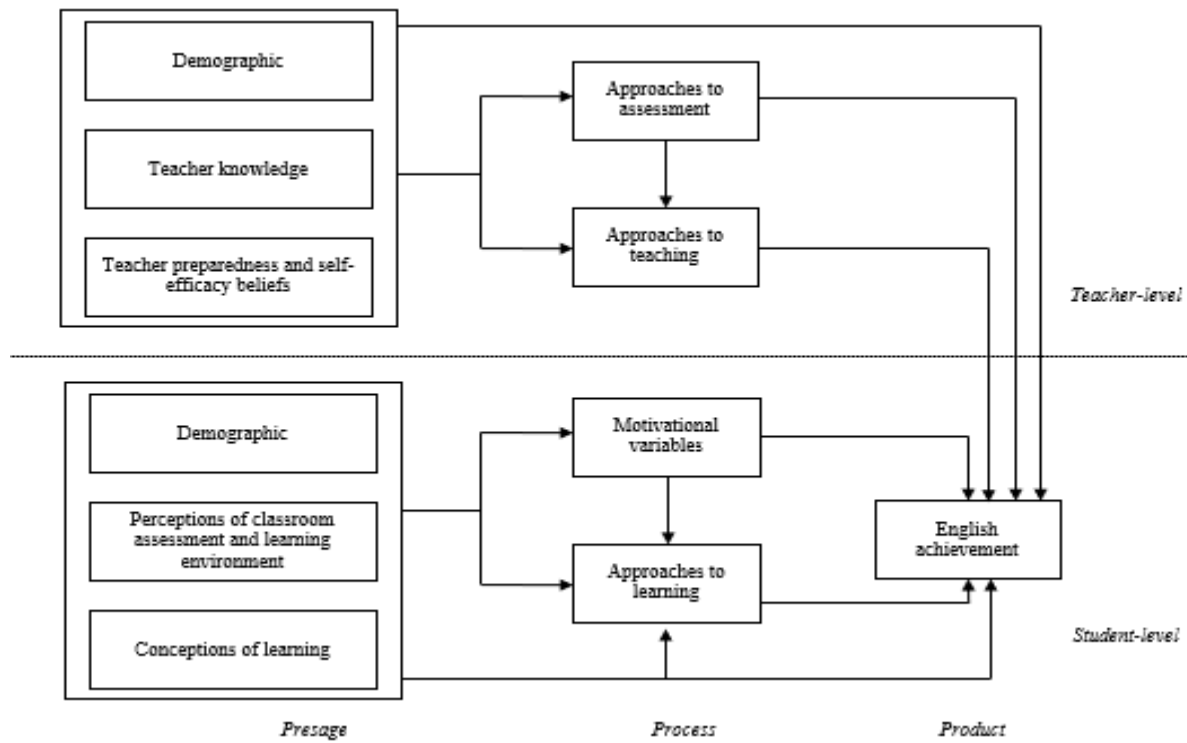 Demographic
Teacher knowledge
Teacher preparedness and self-
efficacy beliefs
Approaches to
assessment
Approaches to
teaching
Teacher-level
Demographic
Perceptions of classroom
assessment and learning
environment
Conceptions of learning
Motivational
variables
Approaches to
learning
English
achievement
Student-level
Presage
Process
Product